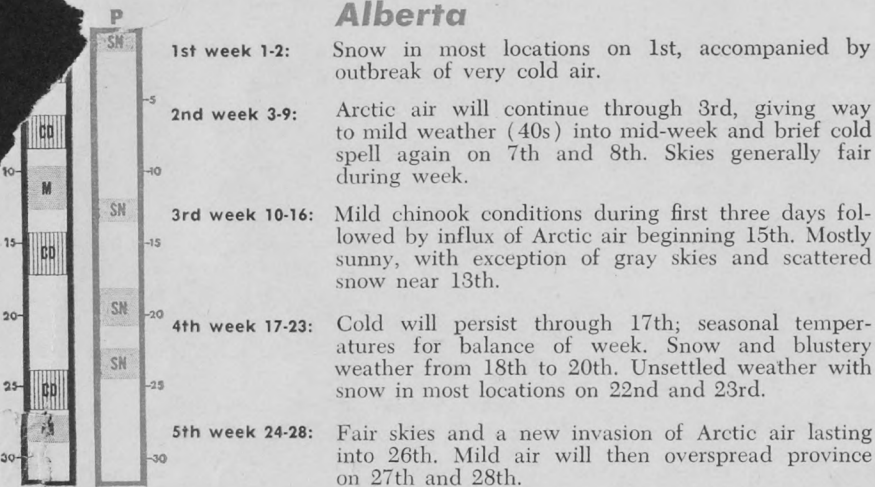 P
Alberta
SN
1st week 1-2: Snow in most locations on 1st, accompanied by
outbreak of very cold air.
5
CD
2nd week 3-9: Arctic air will continue through 3rd, giving way
to mild weather (40s) into mid-week and brief cold
spell again on 7th and 8th. Skies generally fair
during week.
10 10
M
SN
3rd week 10-16: Mild chinook conditions during first three days fol-
lowed by influx of Arctic air beginning 15th. Mostly
sunny, with exception of gray skies and scattered
snow near 13th.
15 15
CD
SN
20 20
4th week 17-23: Cold will persist through 17th; seasonal temper-
atures for balance of week. Snow and blustery
weather from 18th to 20th. Unsettled weather with
snow in most locations on 22nd and 23rd.
SN
25 25
CD
5th week 24-28: Fair skies and a new invasion of Arctic air lasting
into 26th. Mild air will then overspread province
on 27th and 28th.
30 30